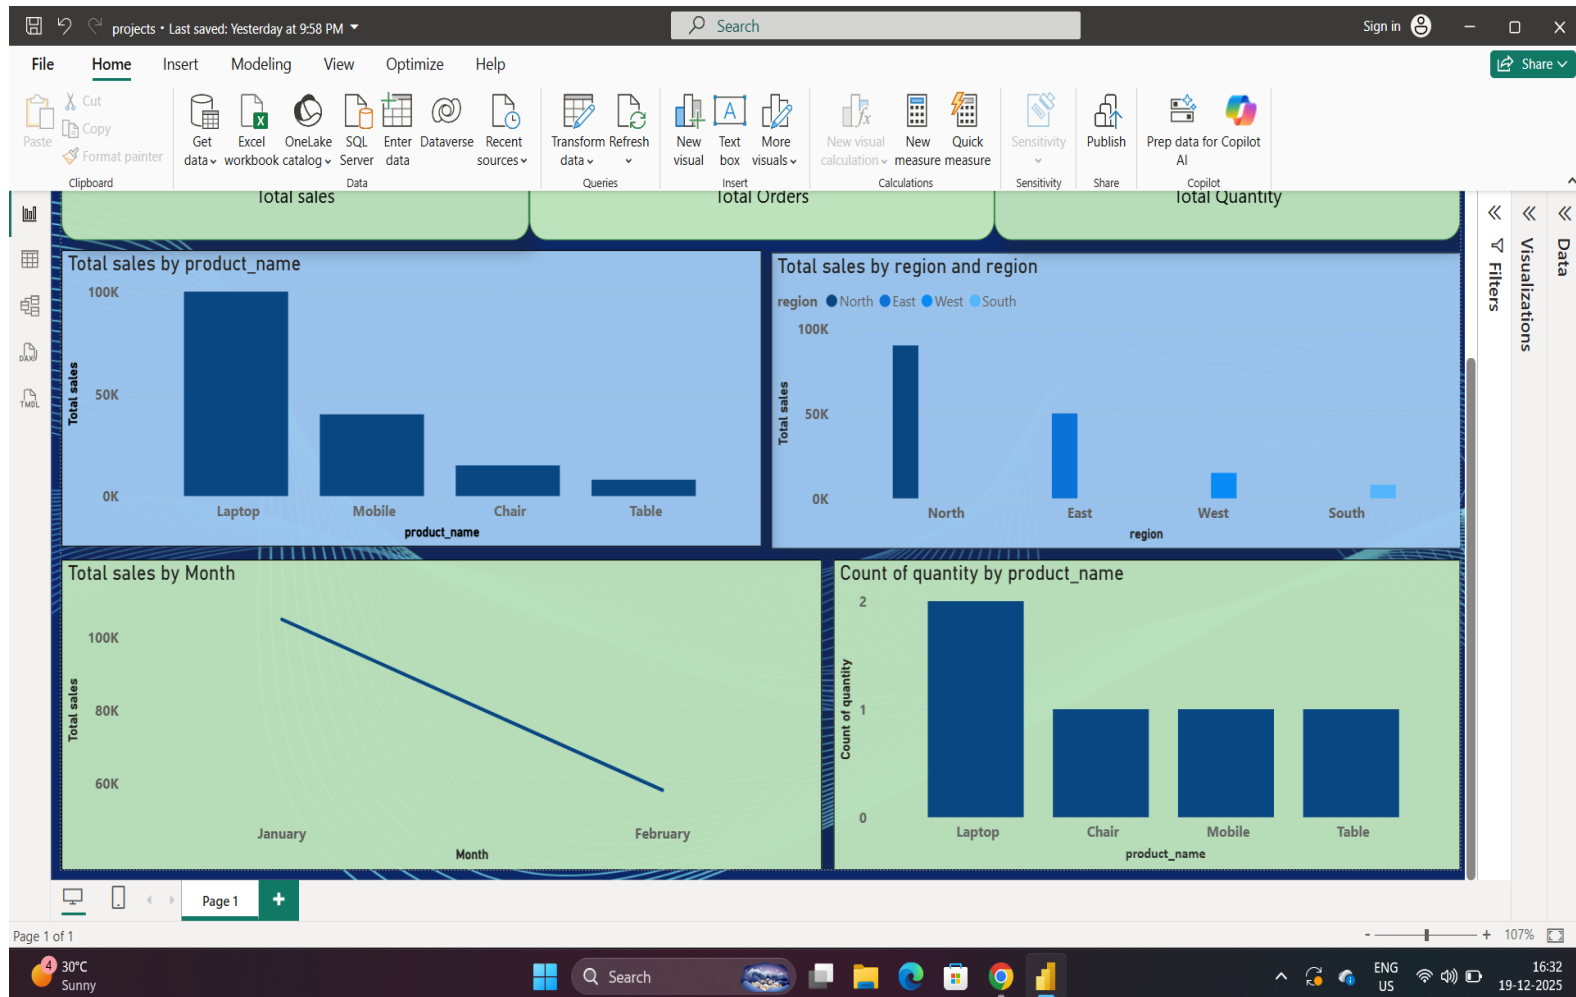 projects • Last saved: Yesterday at 9:58 PM
Search
Sign in
File Home Insert Modeling View Optimize Help
Share
Paste
Cut
Copy
Format painter
Clipboard
Get data
Excel workbook
OneLake catalog
SQL Server
Enter data
Dataverse
Recent sources
Data
Transform data
Refresh
Queries
New visual
Text box
More visuals
Insert
New visual calculation
New measure
Quick measure
Calculations
Sensitivity
Sensitivity
Publish
Share
Prep data for AI
Copilot
Copilot
DAX
TMDL
Total sales
Total Orders
Total Quantity
Filters
Visualizations
Data
Total sales by product_name
Total sales
100K
50K
0K
Laptop Mobile Chair Table
product_name
Total sales by region and region
region North East West South
Total sales
100K
50K
0K
North East West South
region
Total sales by Month
Total sales
100K
80K
60K
January February
Month
Count of quantity by product_name
Count of quantity
2
1
0
Laptop Chair Mobile Table
product_name
Page 1
+
Page 1 of 1
- + 107%
4
30°C
Sunny
Search
ENG
US
16:32
19-12-2025